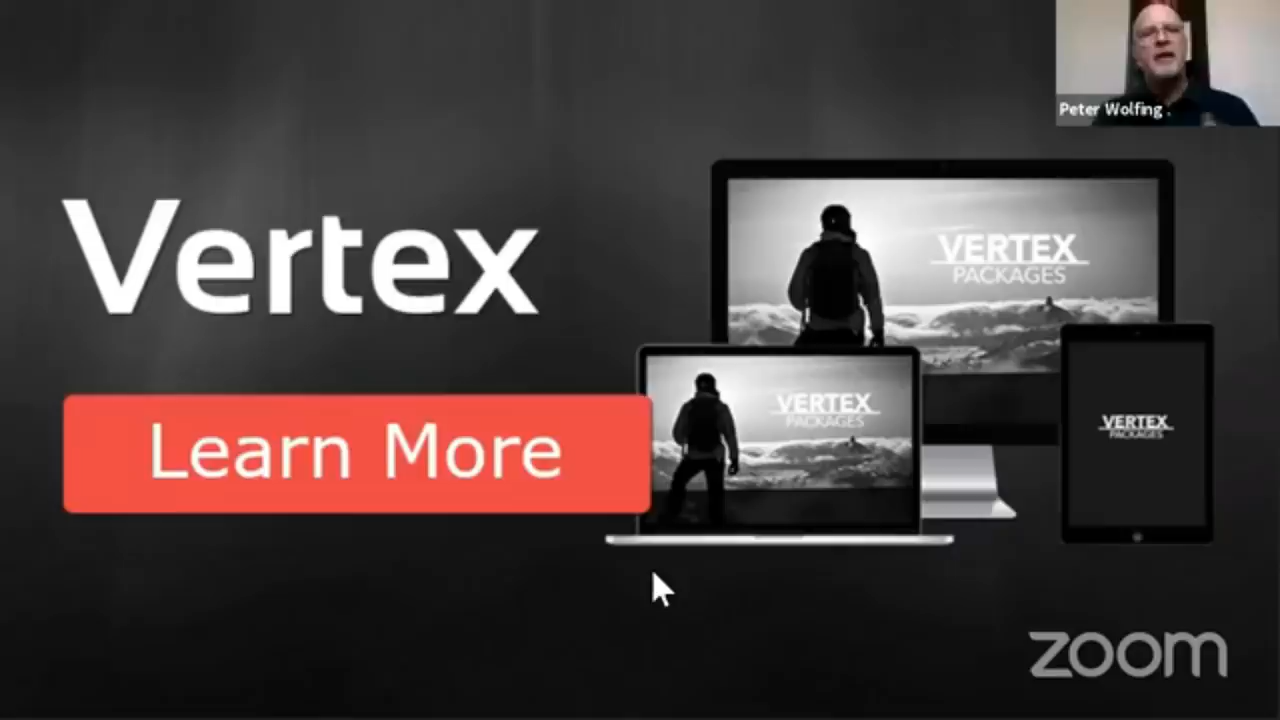 Peter Wolfing
Vertex
VERTEX
PACKAGES
Learn More
VERTEX
PACKAGES
VERTEX
PACKAGES
zoom